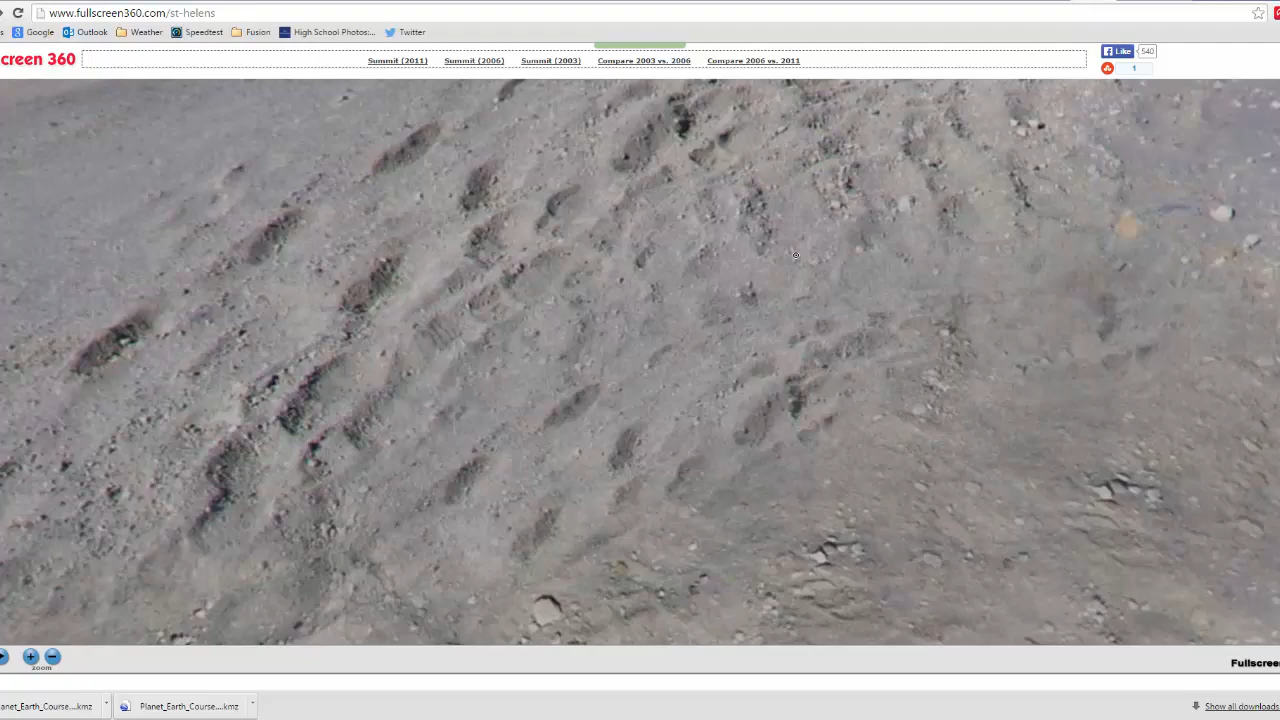 www.fullscreen360.com/st-helens
Google Outlook Weather Speedtest Fusion High School Photos:... Twitter
creen 360
Summit (2011) Summit (2006) Summit (2003) Compare 2003 vs. 2006 Compare 2006 vs. 2011
Like 540
1
zoom
Fullscree
anet_Earth_Course....kmz Planet_Earth_Course....kmz Show all downloads